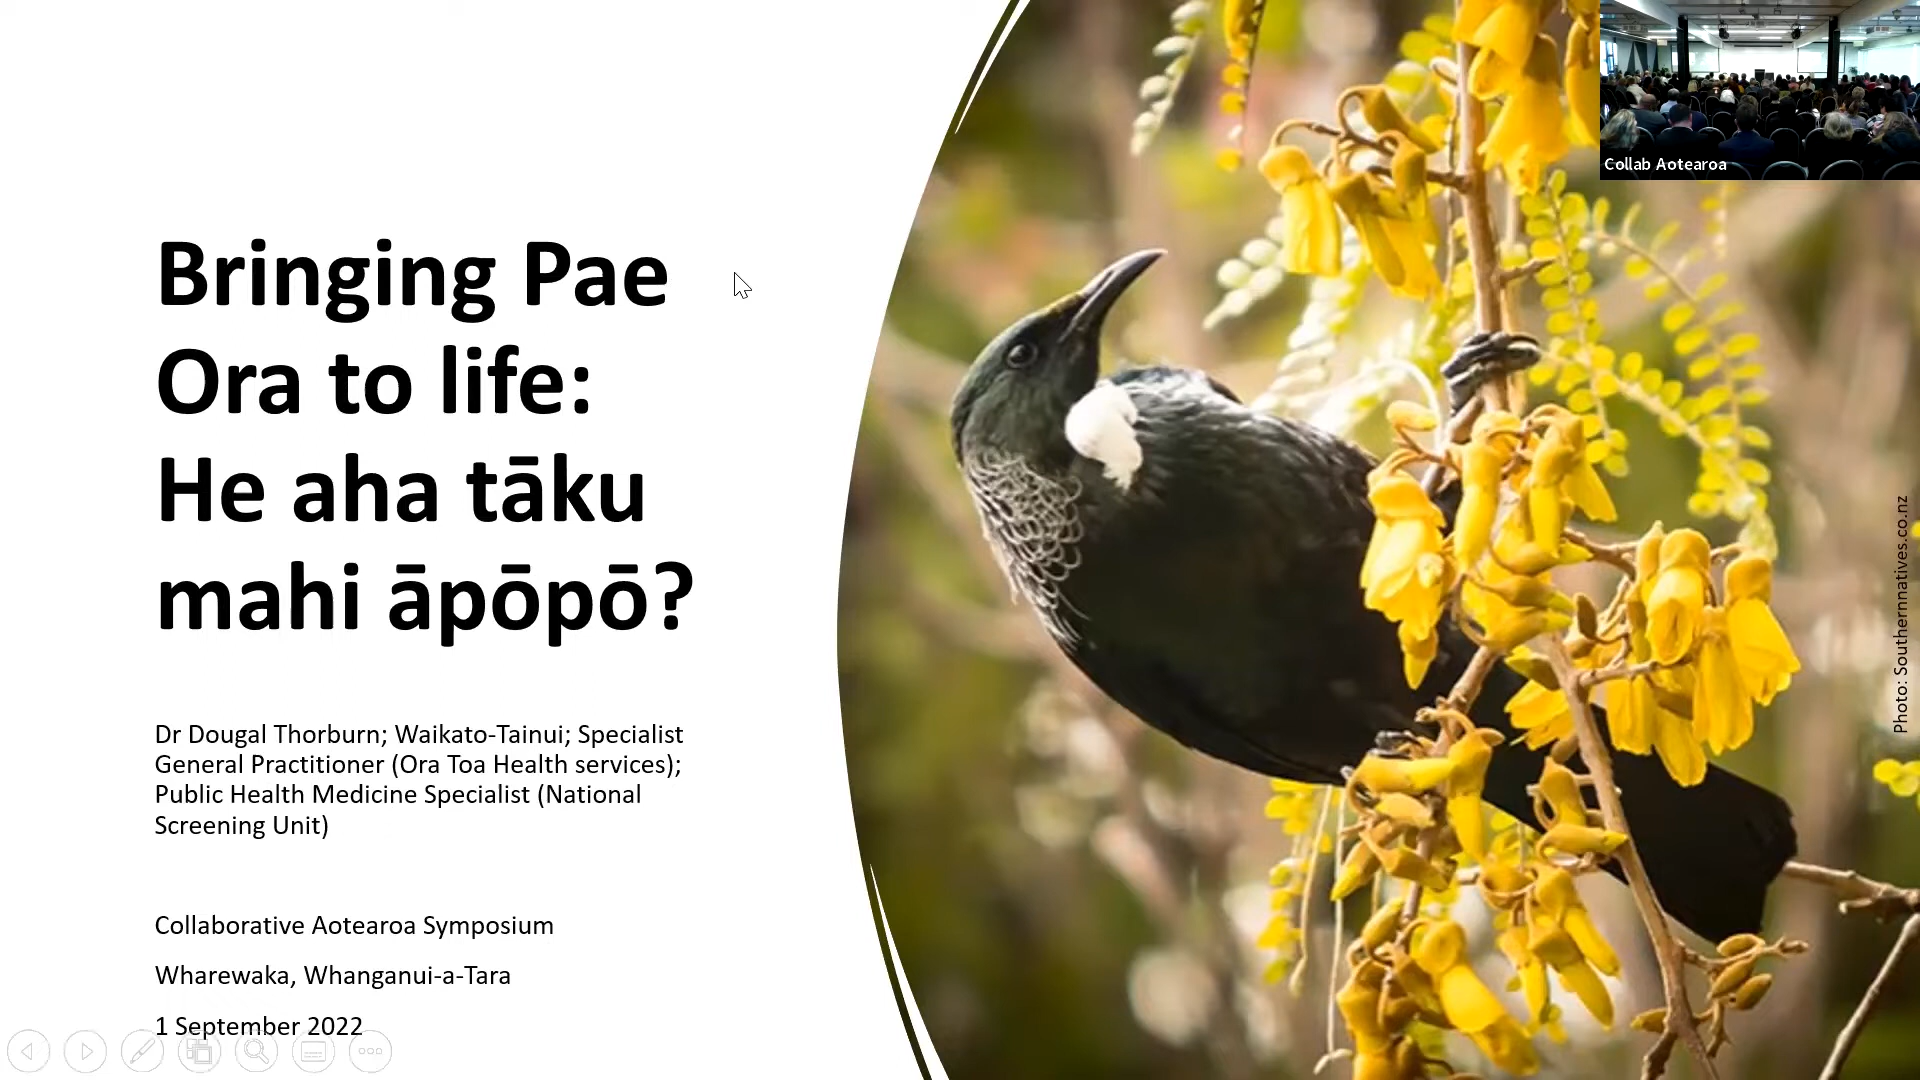 Bringing Pae
Ora to life:
He aha tāku
mahi āpōpō?
Dr Dougal Thorburn; Waikato-Tainui; Specialist
General Practitioner (Ora Toa Health services);
Public Health Medicine Specialist (National
Screening Unit)
Collaborative Aotearoa Symposium
Wharewaka, Whanganui-a-Tara
1 September 2022
Collab Aotearoa
Photo: Southernnatives.co.nz